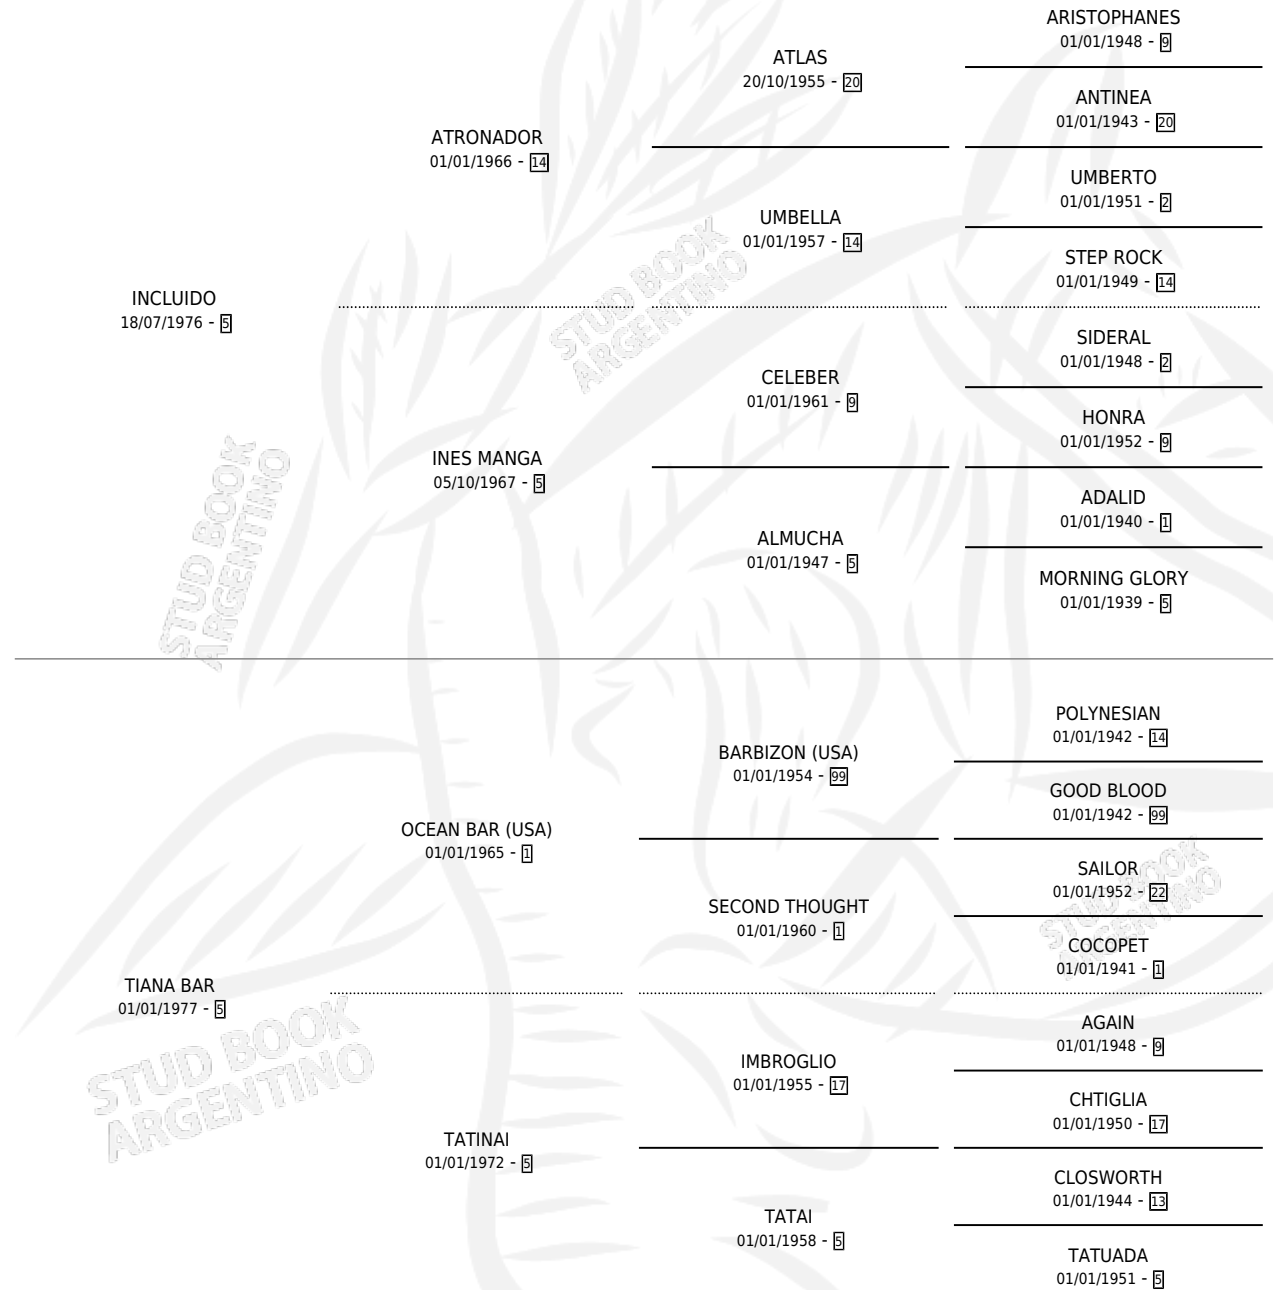 ARISTOPHANES
01/01/1948 - 9
ATLAS
20/10/1955 - 20
ANTINEA
01/01/1943 - 20
ATRONADOR
01/01/1966 - 14
UMBERTO
01/01/1951 - 2
UMBELLA
01/01/1957 - 14
STEP ROCK
01/01/1949 - 14
INCLUIDO
18/07/1976 - 5
SIDERAL
01/01/1948 - 2
CELEBER
01/01/1961 - 9
HONRA
01/01/1952 - 9
INES MANGA
05/10/1967 - 5
ADALID
01/01/1940 - 1
ALMUCHA
01/01/1947 - 5
MORNING GLORY
01/01/1939 - 5
POLYNESIAN
01/01/1942 - 14
BARBIZON (USA)
01/01/1954 - 99
GOOD BLOOD
01/01/1942 - 99
OCEAN BAR (USA)
01/01/1965 - 1
SAILOR
01/01/1952 - 22
SECOND THOUGHT
01/01/1960 - 1
COCOPET
01/01/1941 - 1
TIANA BAR
01/01/1977 - 5
AGAIN
01/01/1948 - 9
IMBROGLIO
01/01/1955 - 17
CHTIGLIA
01/01/1950 - 17
TATINAI
01/01/1972 - 5
CLOSWORTH
01/01/1944 - 13
TATAI
01/01/1958 - 5
TATUADA
01/01/1951 - 5
STUD BOOK
ARGENTINO
STUD BOOK
ARGENTINO
STUD BOOK
ARGENTINO
STUD BOOK
ARGENTINO